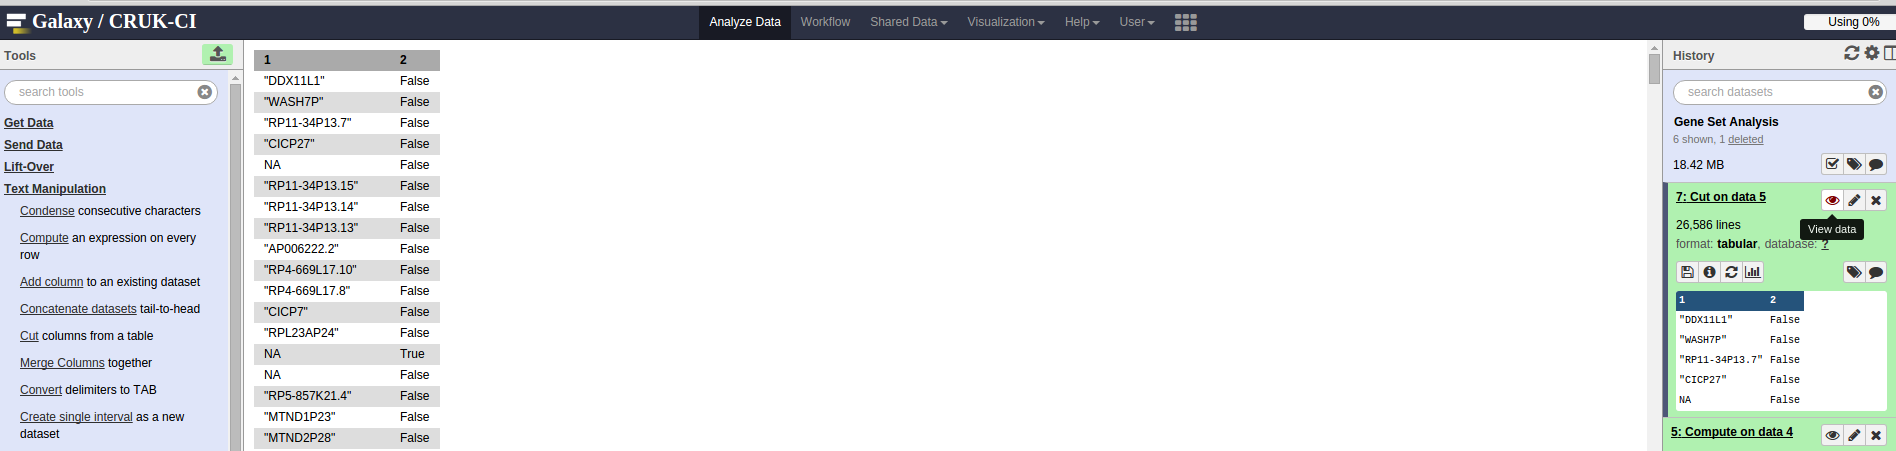 Galaxy / CRUK-CI
Analyze Data Workflow Shared Data Visualization Help User
Using 0%
Tools
search tools
Get Data
Send Data
Lift-Over
Text Manipulation
Condense consecutive characters
Compute an expression on every
row
Add column to an existing dataset
Concatenate datasets tail-to-head
Cut columns from a table
Merge Columns together
Convert delimiters to TAB
Create single interval as a new
dataset
1 2
"DDX11L1" False
"WASH7P" False
"RP11-34P13.7" False
"CICP27" False
NA False
"RP11-34P13.15" False
"RP11-34P13.14" False
"RP11-34P13.13" False
"AP006222.2" False
"RP4-669L17.10" False
"RP4-669L17.8" False
"CICP7" False
"RPL23AP24" False
NA True
NA False
"RP5-857K21.4" False
"MTND1P23" False
"MTND2P28" False
History
search datasets
Gene Set Analysis
6 shown, 1 deleted
18.42 MB
7: Cut on data 5
26,586 lines
View data
format: tabular, database: ?
1 2
"DDX11L1" False
"WASH7P" False
"RP11-34P13.7" False
"CICP27" False
NA False
5: Compute on data 4